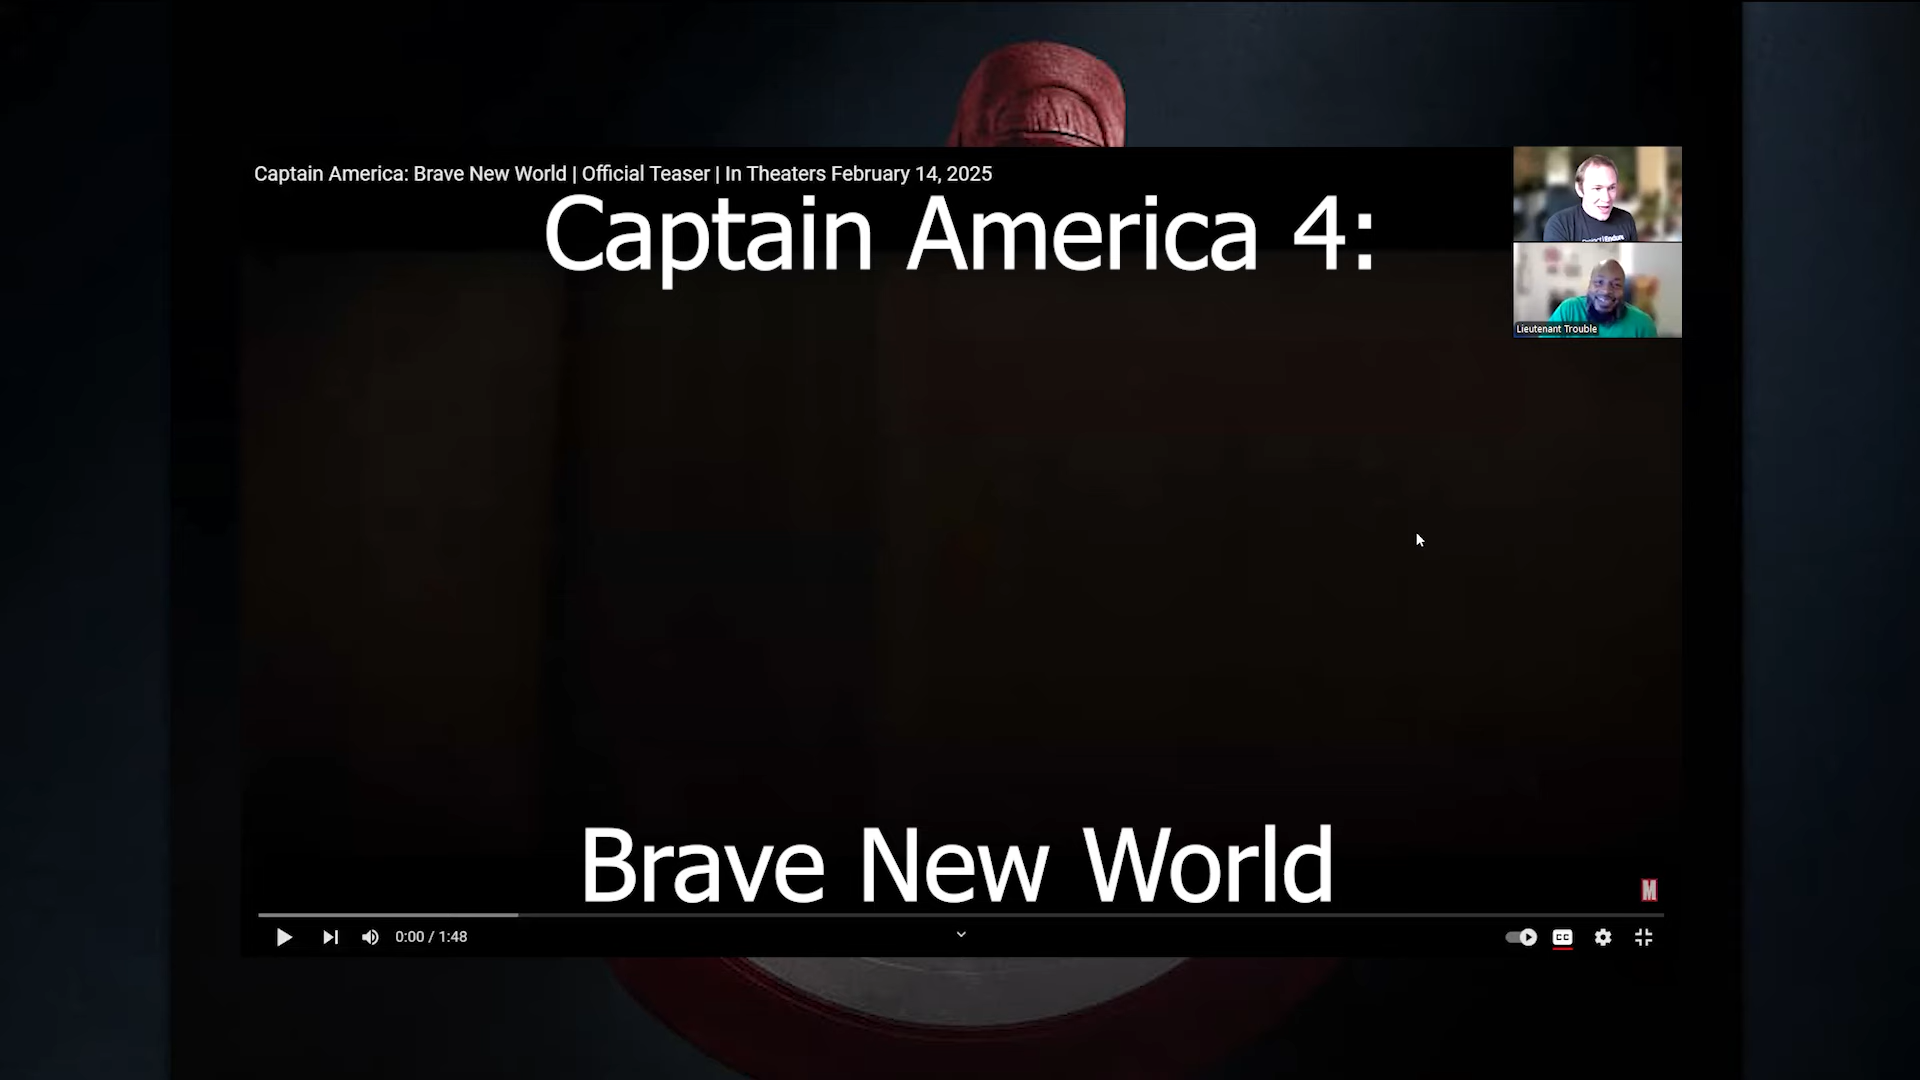 Captain America: Brave New World | Official Teaser | In Theaters February 14, 2025
Captain America 4:
Lieutenant Trouble
Brave New World
M
0:00 / 1:48
CC